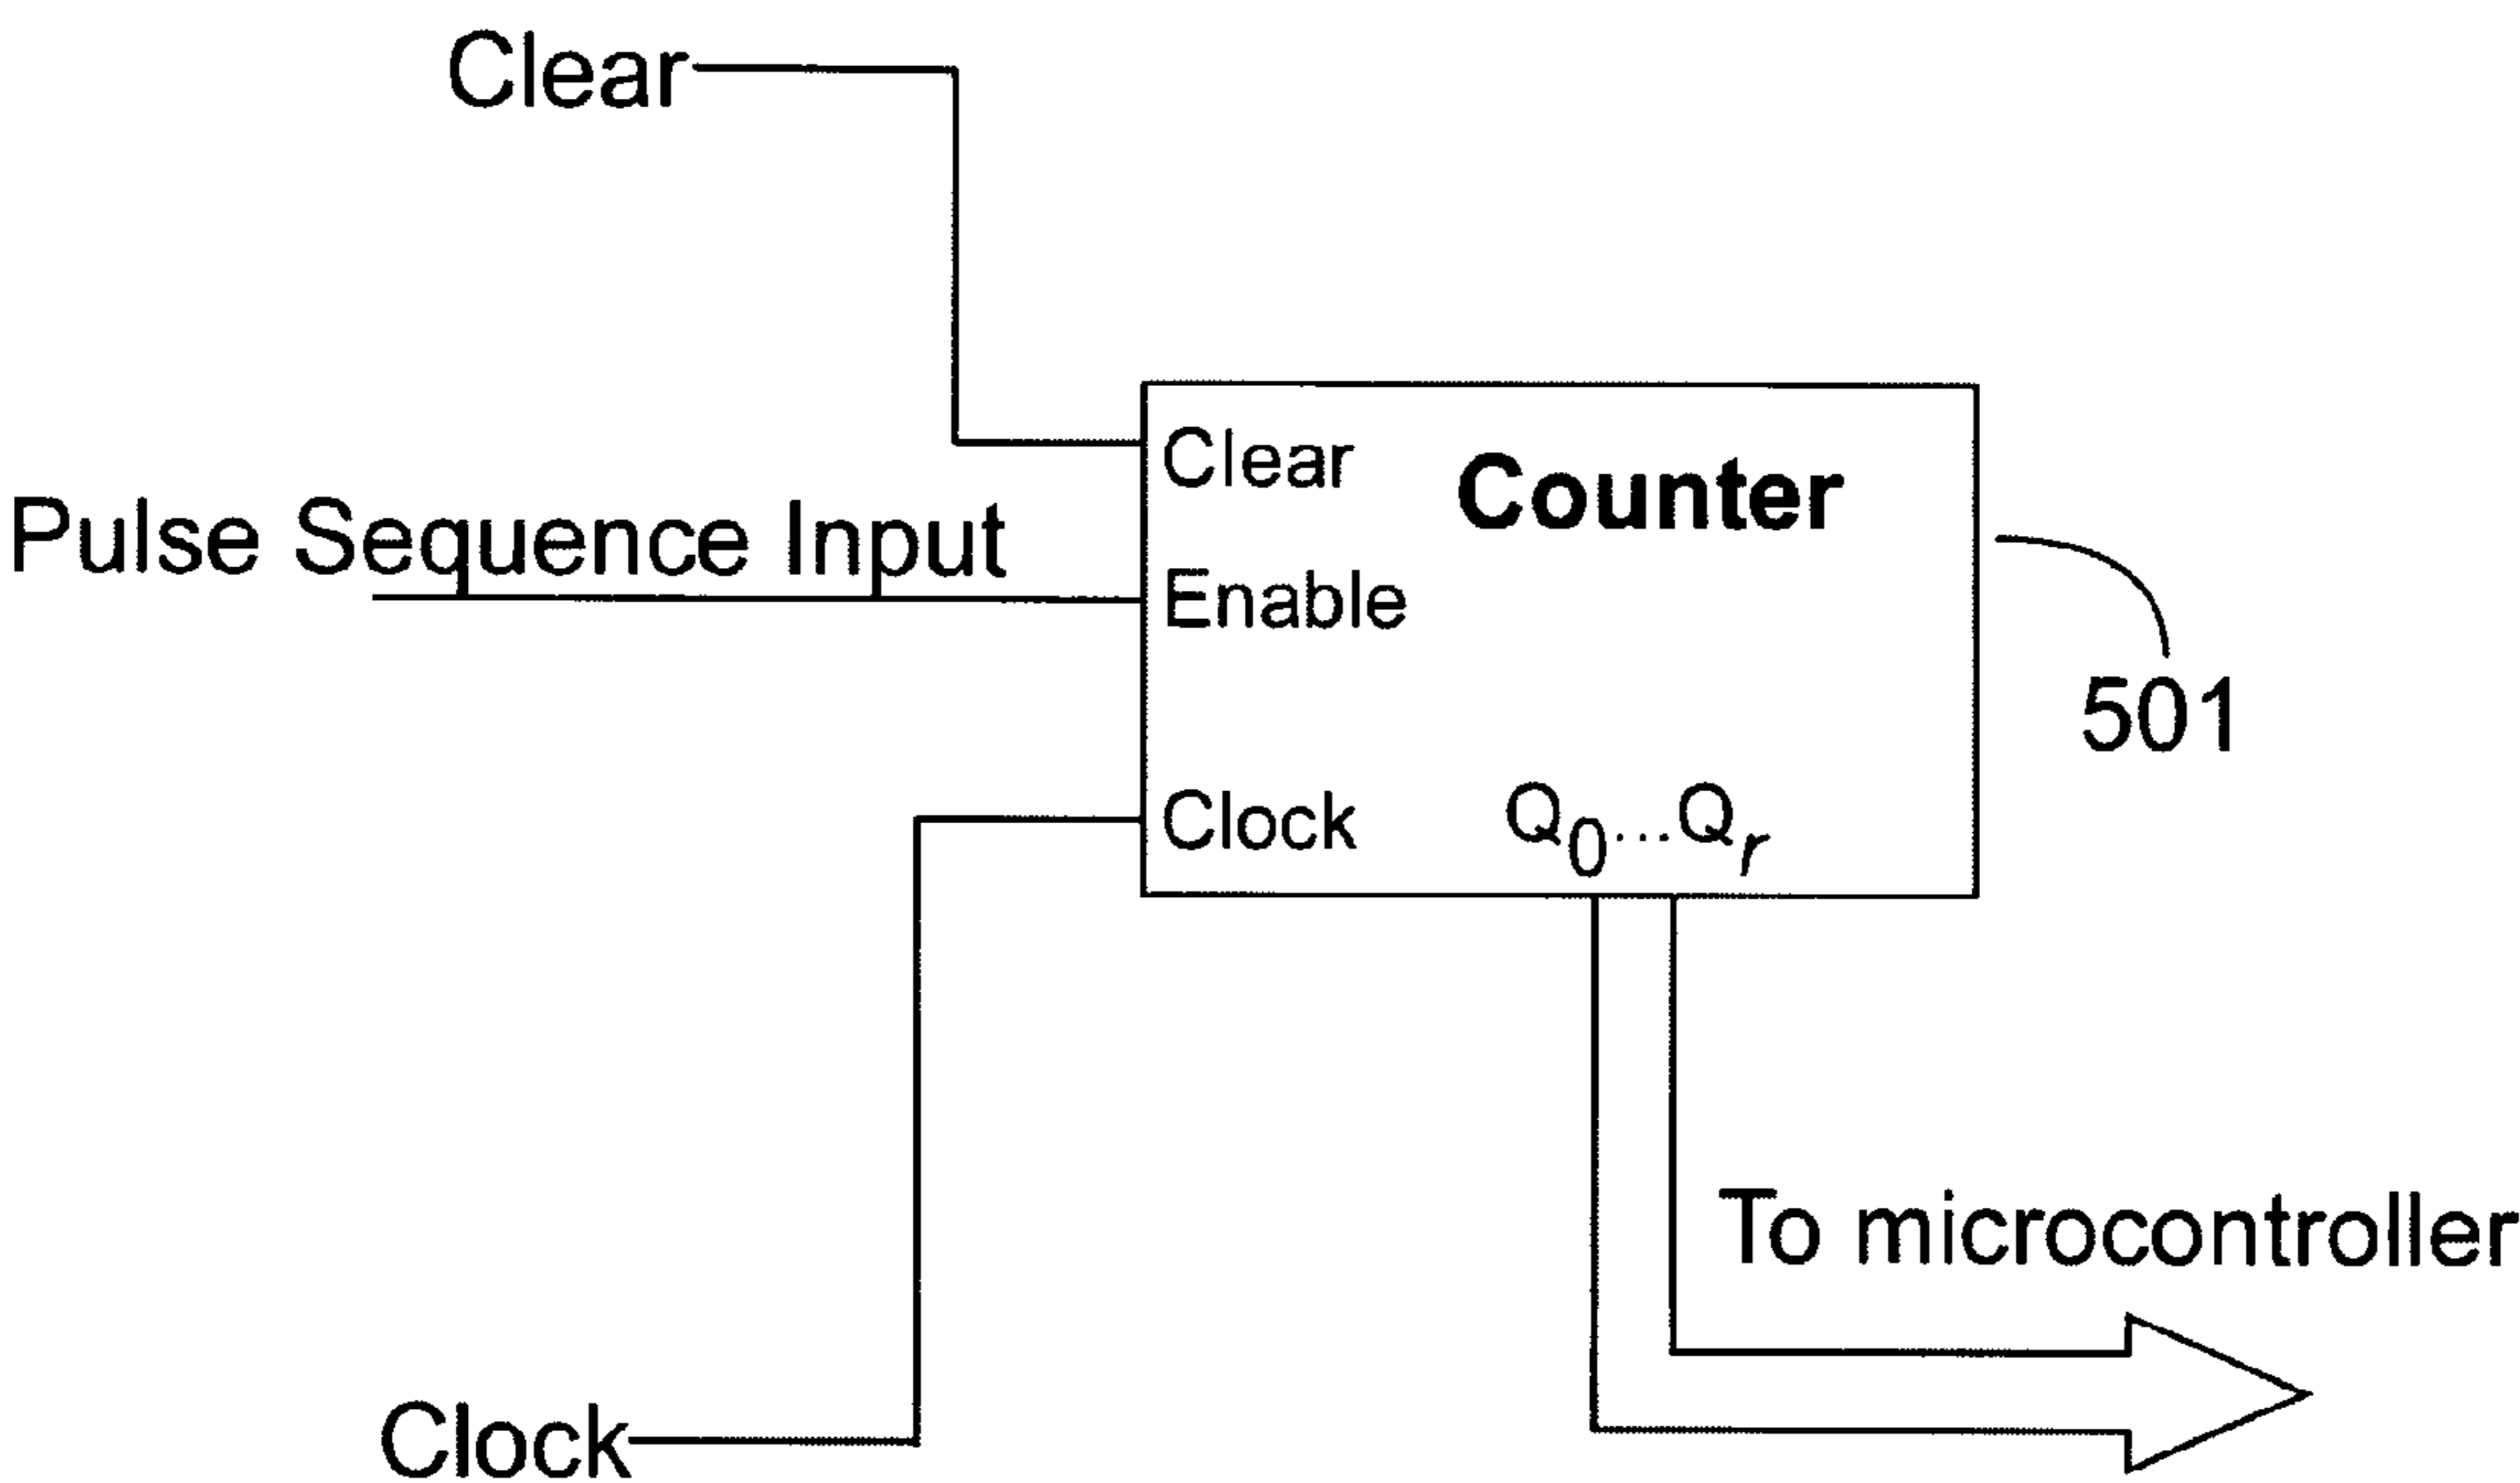 Clear
Clear
Counter
Pulse Sequence Input
Enable
501
Clock
Q0...Qr
To microcontroller
Clock